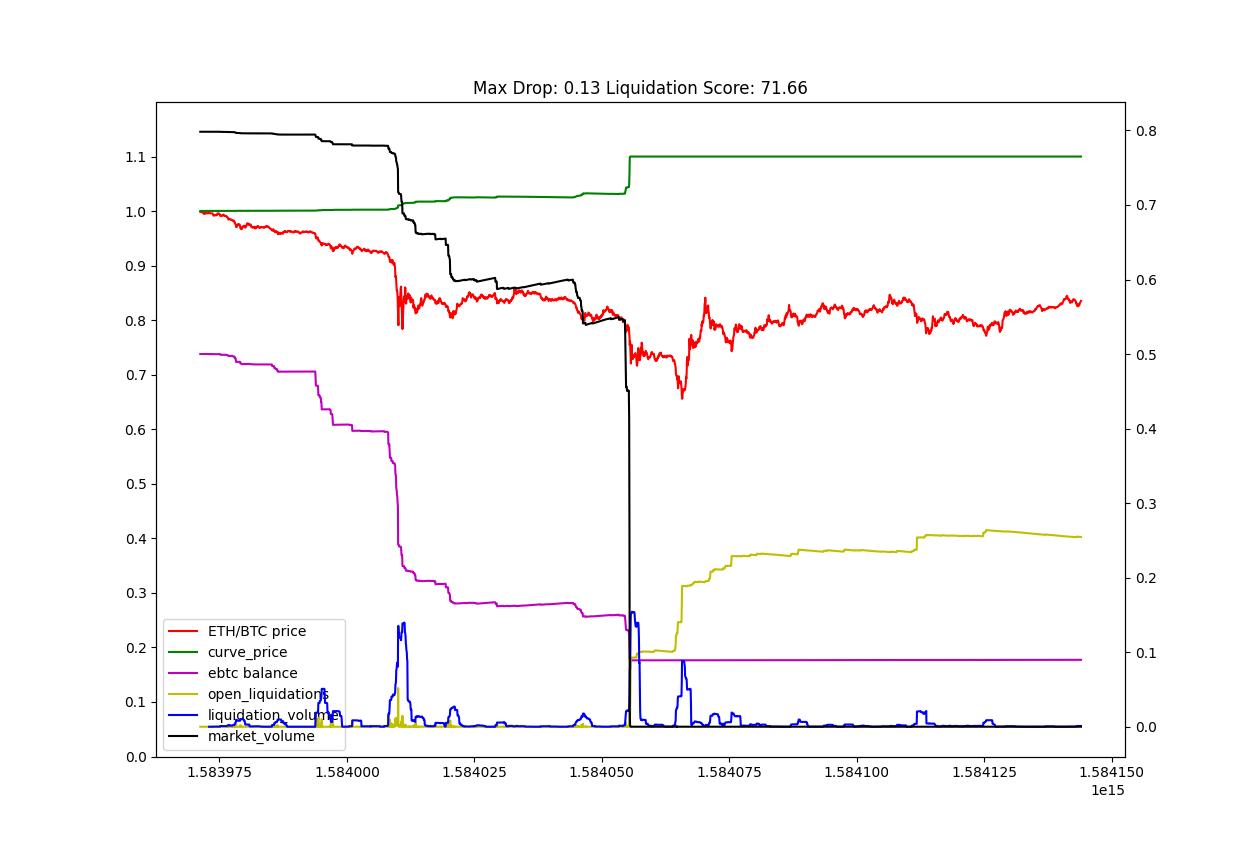 Max Drop: 0.13 Liquidation Score: 71.66
1.1
1.0
0.9
0.8
0.7
0.6
0.5
0.4
0.3
0.2
0.1
0.0
0.8
0.7
0.6
0.5
0.4
0.3
0.2
0.1
0.0
ETH/BTC price
curve_price
ebtc balance
open_liquidations
liquidation_volume
market_volume
1.583975 1.584000 1.584025 1.584050 1.584075 1.584100 1.584125 1.584150
1e15